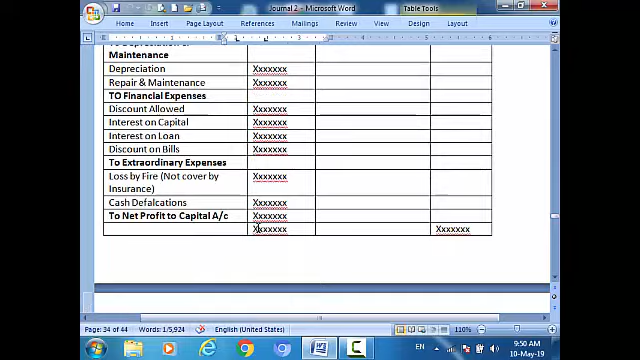 Journal 2 - Microsoft Word
Table Tools
Home
Insert
Page Layout
References
Mailings
Review
View
Design
Layout
Maintenance
Depreciation Xxxxxxx
Repair & Maintenance Xxxxxxx
TO Financial Expenses
Discount Allowed Xxxxxxx
Interest on Capital Xxxxxxx
Interest on Loan Xxxxxxx
Discount on Bills Xxxxxxx
To Extraordinary Expenses
Loss by Fire (Not cover by Xxxxxxx
Insurance)
Cash Defalcations Xxxxxxx
To Net Profit to Capital A/c Xxxxxxx
Xxxxxxx Xxxxxxx
Page: 34 of 44 Words: 1/5,924 English (United States) 110%
EN 9:50 AM
10-May-19